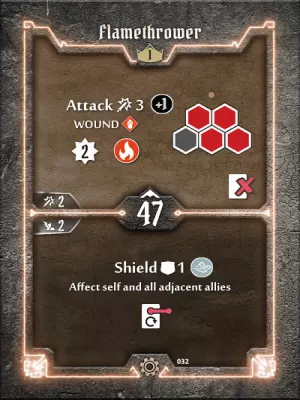 Flamethrower
1
Attack 3 +1
WOUND
2
2
47
2
Shield 1
Affect self and all adjacent allies
032